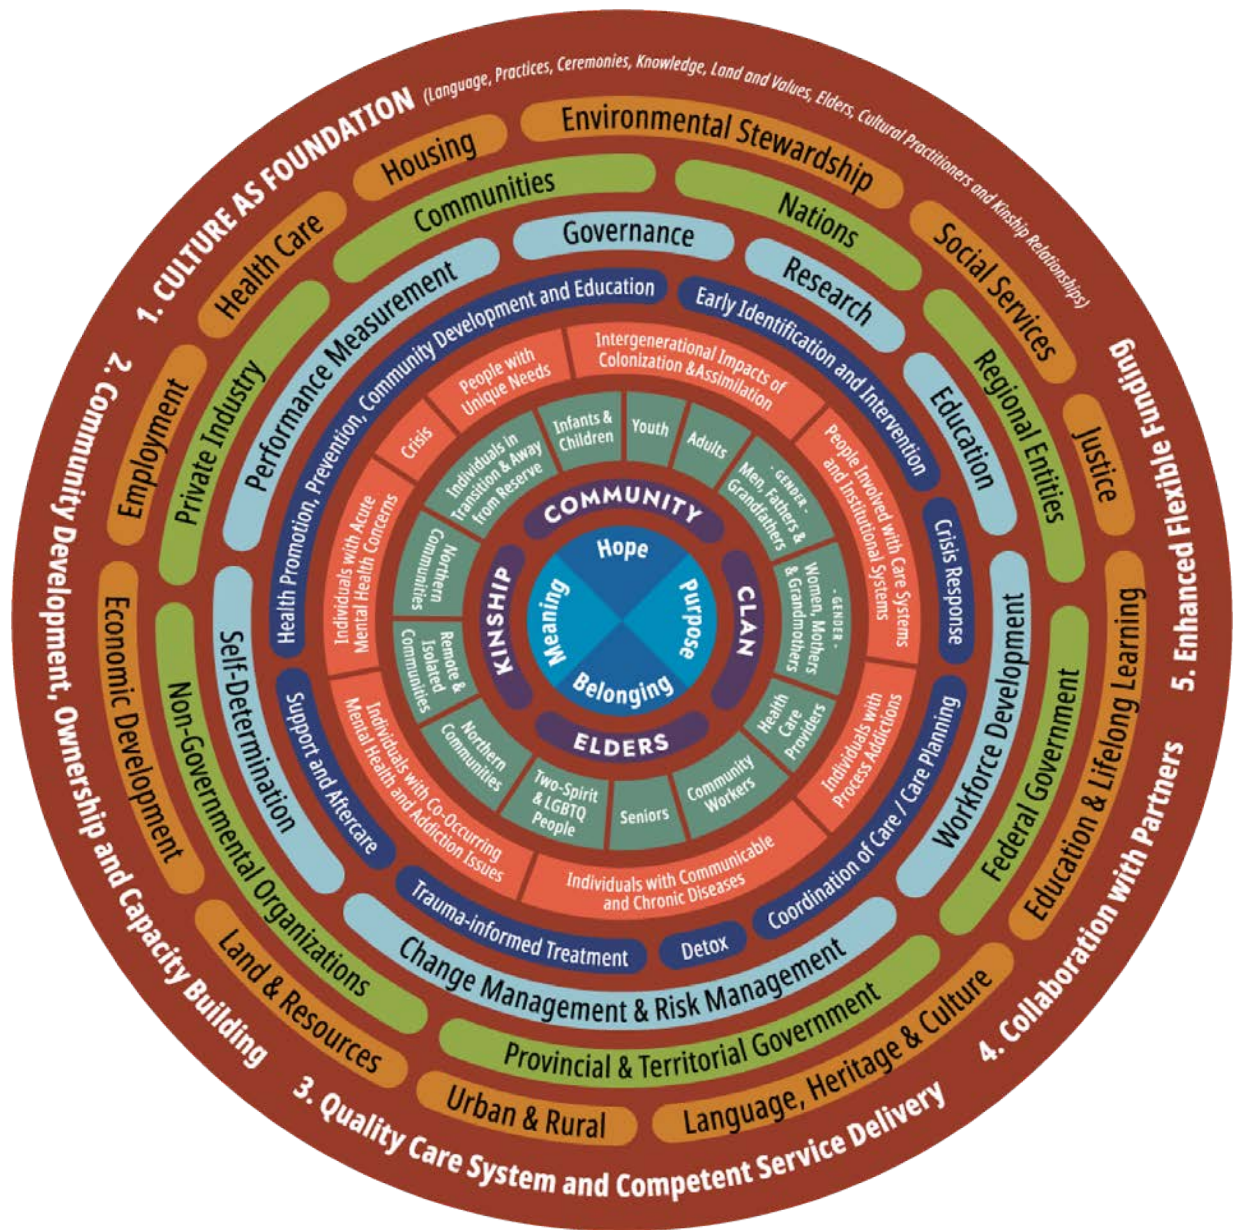 1. CULTURE AS FOUNDATION
(Language, Practices, Ceremonies, Knowledge, Land and Values, Elders, Cultural Practitioners and Kinship Relationships)
2. Community Development, Ownership and Capacity Building
3. Quality Care System and Competent Service Delivery
4. Collaboration with Partners
5. Enhanced Flexible Funding
Environmental Stewardship
Social Services
Justice
Education & Lifelong Learning
Language, Heritage & Culture
Urban & Rural
Land & Resources
Economic Development
Employment
Health Care
Housing
Communities
Nations
Regional Entities
Federal Government
Provincial & Territorial Government
Non-Governmental Organizations
Private Industry
Governance
Research
Education
Workforce Development
Change Management & Risk Management
Self-Determination
Performance Measurement
Health Promotion, Prevention, Community Development and Education
Early Identification and Intervention
Crisis Response
Coordination of Care / Care Planning
Detox
Trauma-informed Treatment
Support and Aftercare
Intergenerational Impacts of
Colonization &Assimilation
People Involved with Care Systems
and Institutional Systems
Individuals with
Process Addictions
Individuals with Communicable
and Chronic Diseases
Individuals with Co-Occurring
Mental Health and Addiction Issues
Individuals with Acute
Mental Health Concerns
Crisis
People with
Unique Needs
Infants &
Children
Youth
Adults
- GENDER -
Men, Fathers &
Grandfathers
- GENDER -
Women, Mothers
& Grandmothers
Health
Care
Providers
Community
Workers
Seniors
Two-Spirit
& LGBTQ
People
Northern
Communities
Remote &
Isolated
Communities
Northern
Communities
Individuals in
Transition & Away
from Reserve
COMMUNITY
CLAN
ELDERS
KINSHIP
Hope
Purpose
Belonging
Meaning